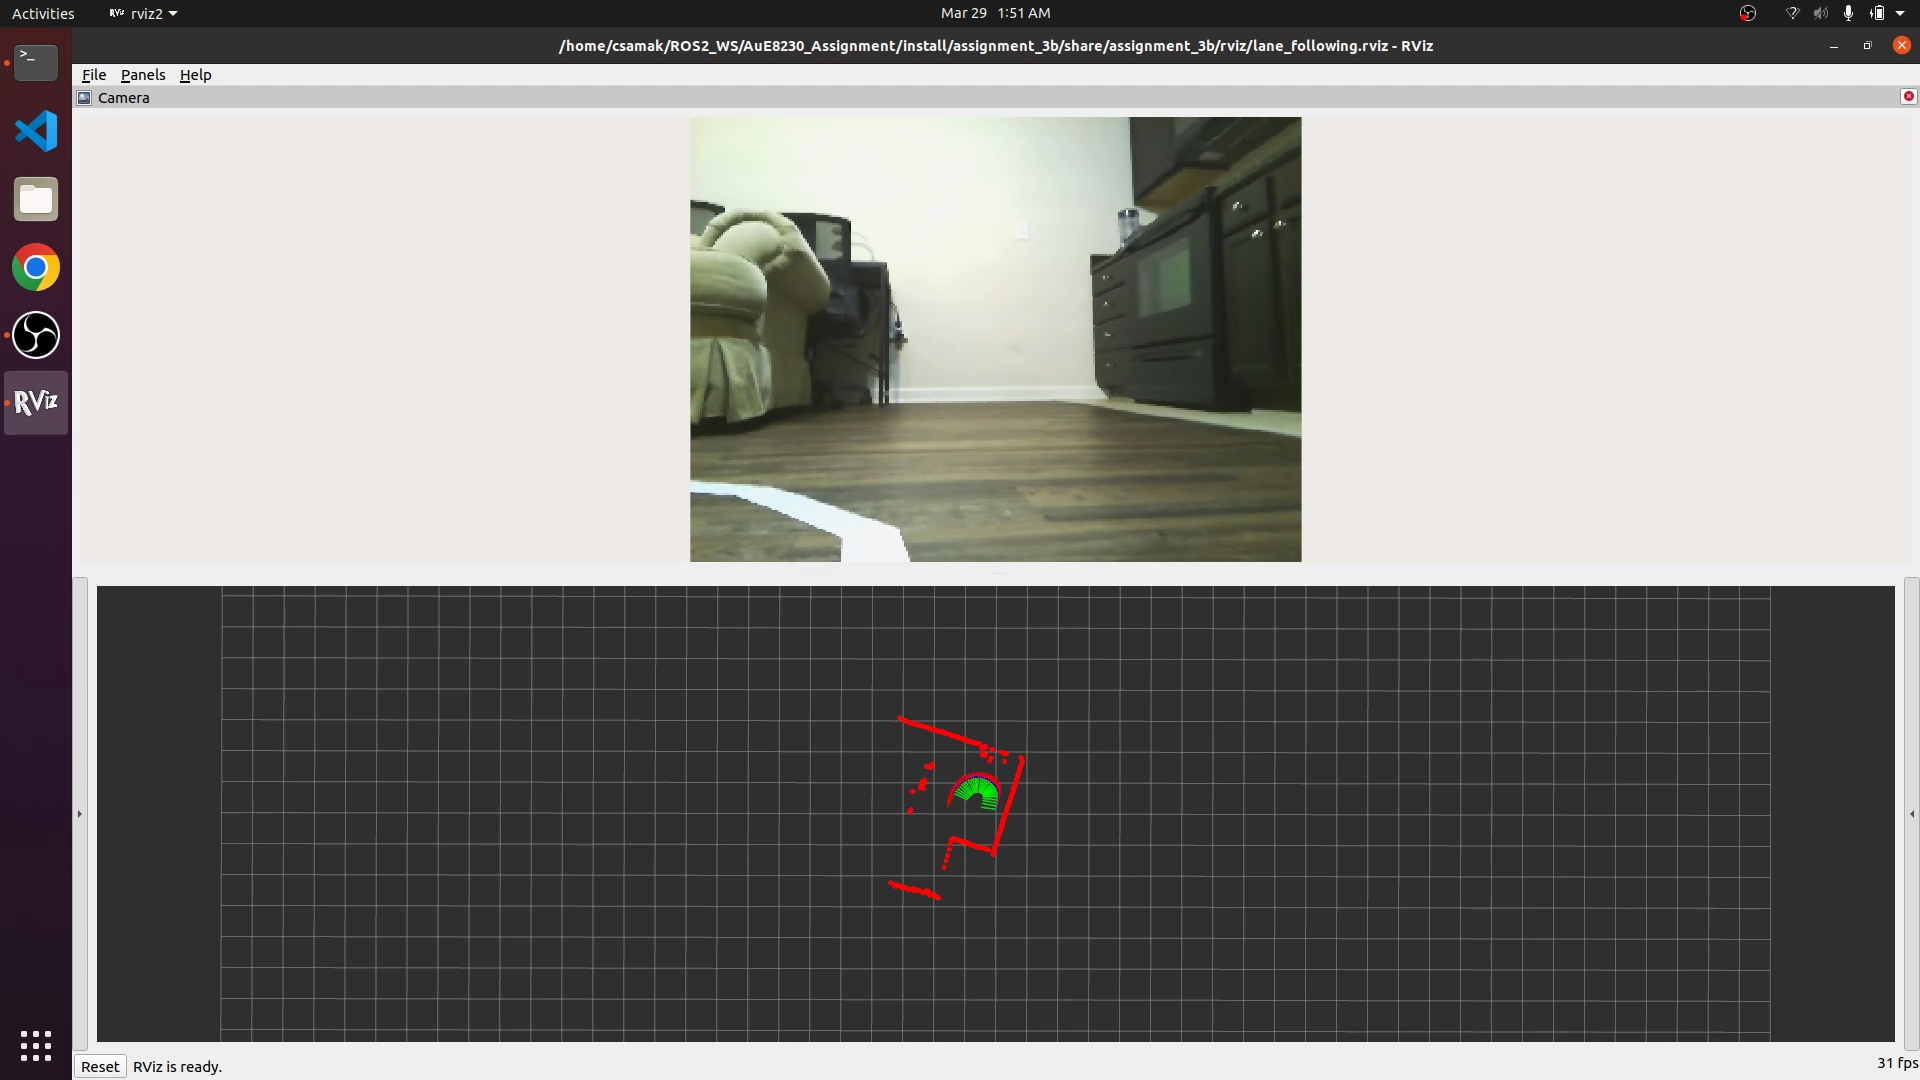 Activities
RViz rviz2
Mar 29 1:51 AM
/home/csamak/ROS2_WS/AuE8230_Assignment/install/assignment_3b/share/assignment_3b/rviz/lane_following.rviz - RViz
File Panels Help
Camera
>_
RViz
Reset RViz is ready.
31 fps